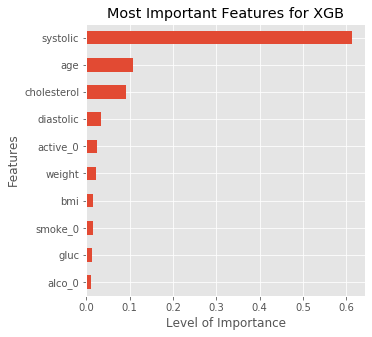 Most Important Features for XGB
Features
systolic
age
cholesterol
diastolic
active_0
weight
bmi
smoke_0
gluc
alco_0
0.0 0.1 0.2 0.3 0.4 0.5 0.6
Level of Importance